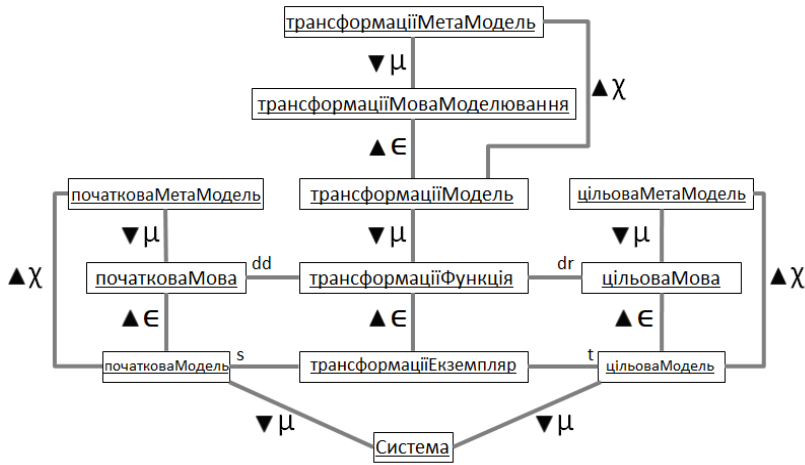 трансформаціїМетаМодель
▼μ
трансформаціїМоваМоделювання
▲χ
▲ϵ
початковаМетаМодель
трансформаціїМодель
цільоваМетаМодель
▼μ
▼μ
▼μ
▲χ
початковаМова
dd
трансформаціїФункція
dr
цільоваМова
▲χ
▲ϵ
▲ϵ
▲ϵ
початковаМодель
s
трансформаціїЕкземпляр
t
цільоваМодель
▼μ
▼μ
Система